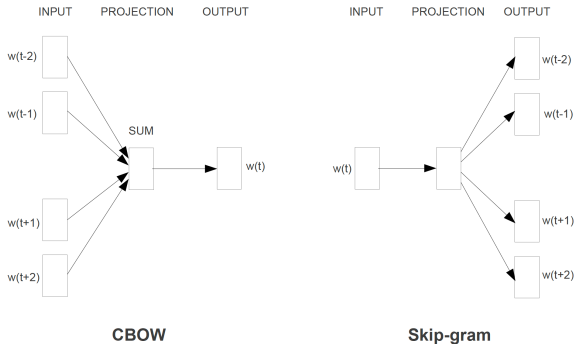 INPUT PROJECTION OUTPUT
w(t-2)
w(t-1)
SUM
w(t)
w(t+1)
w(t+2)
CBOW
INPUT PROJECTION OUTPUT
w(t-2)
w(t-1)
w(t)
w(t+1)
w(t+2)
Skip-gram